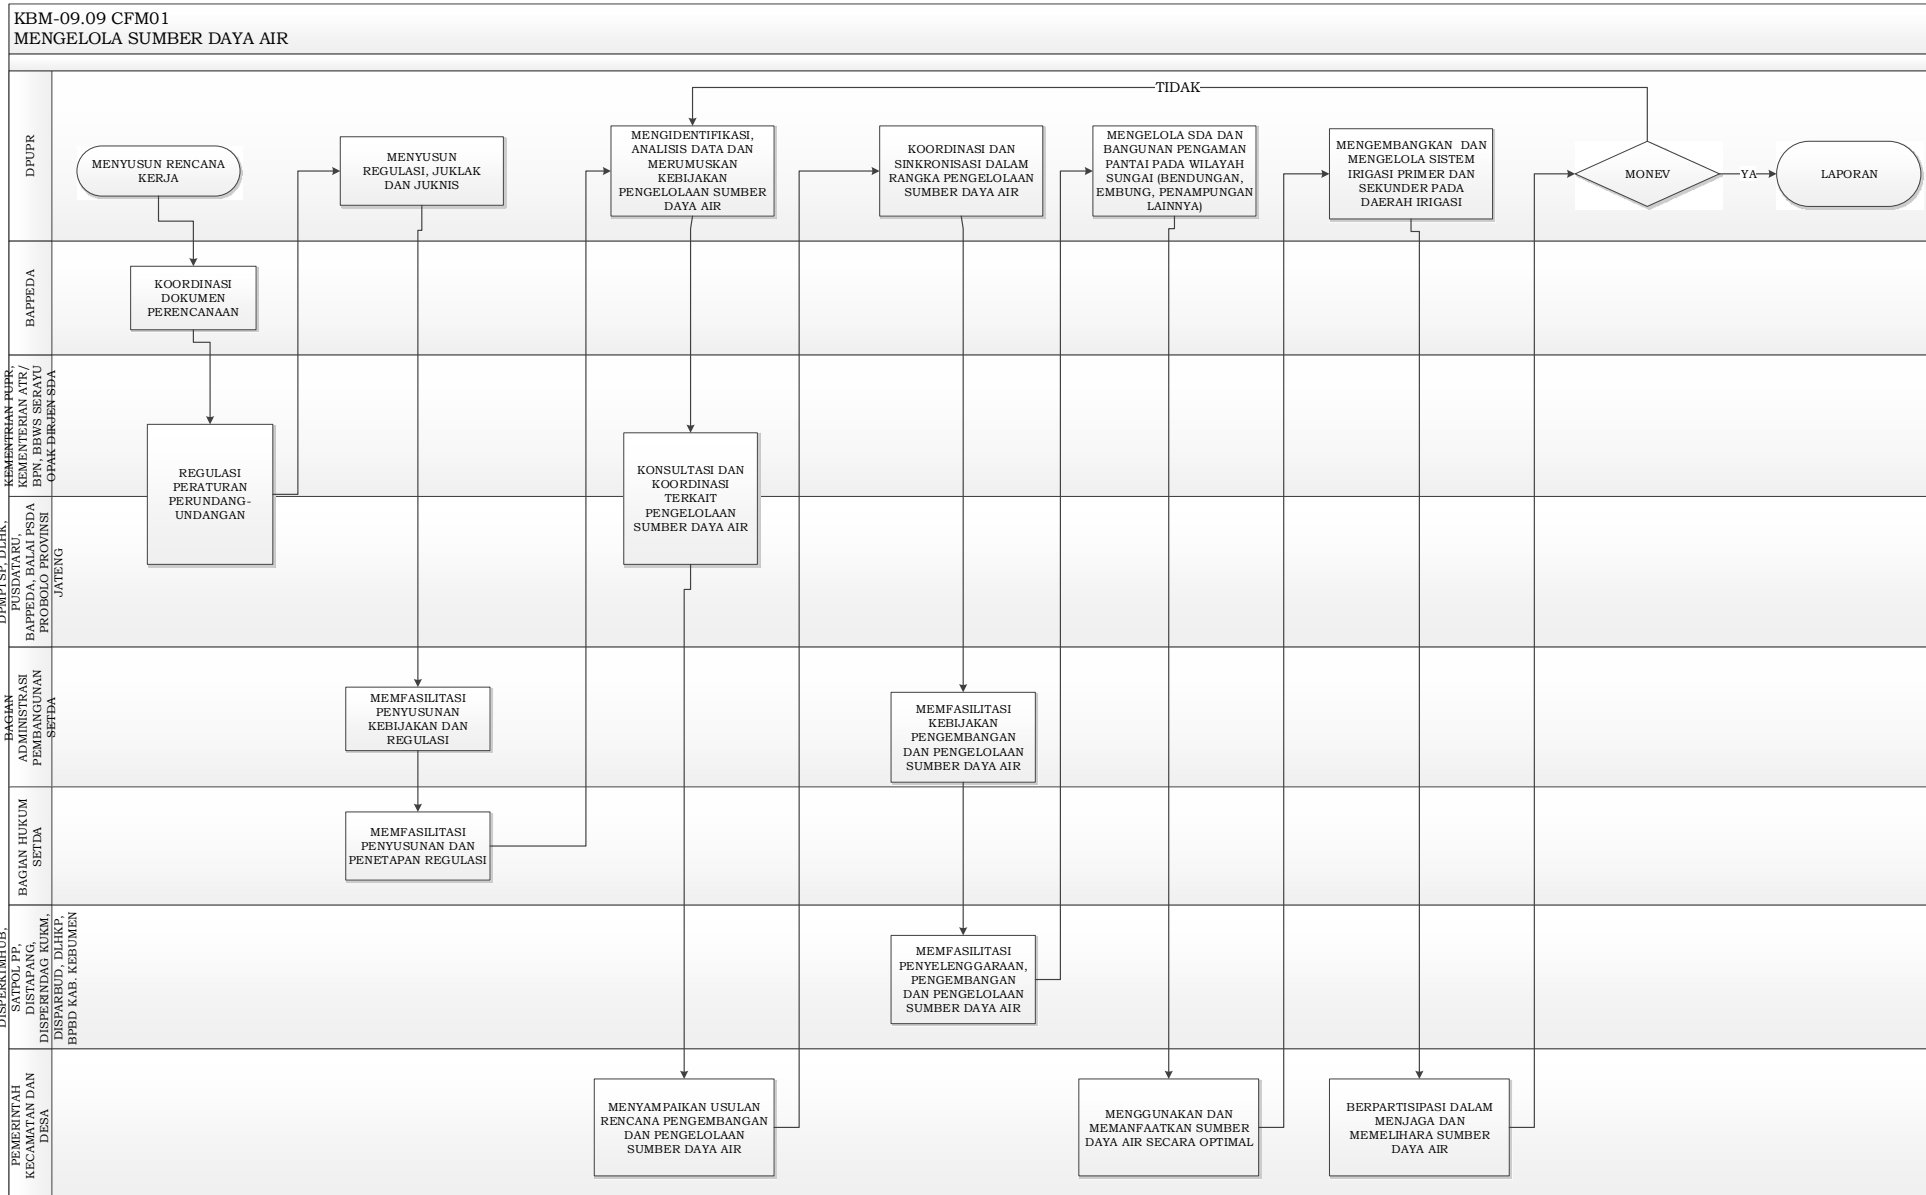 KBM-09.09 CFM01
MENGELOLA SUMBER DAYA AIR
DPUPR
MENYUSUN RENCANA
KERJA
MENYUSUN
REGULASI, JUKLAK
DAN JUKNIS
MENGIDENTIFIKASI,
ANALISIS DATA DAN
MERUMUSKAN
KEBIJAKAN
PENGELOLAAN SUMBER
DAYA AIR
KOORDINASI DAN
SINKRONISASI DALAM
RANGKA PENGELOLAAN
SUMBER DAYA AIR
MENGELOLA SDA DAN
BANGUNAN PENGAMAN
PANTAI PADA WILAYAH
SUNGAI (BENDUNGAN,
EMBUNG, PENAMPUNGAN
LAINNYA)
MENGEMBANGKAN DAN
MENGELOLA SISTEM
IRIGASI PRIMER DAN
SEKUNDER PADA
DAERAH IRIGASI
TIDAK
MONEV
YA
LAPORAN
BAPPEDA
KOORDINASI
DOKUMEN
PERENCANAAN
KEMENTRIAN PUPR,
KEMENTERIAN ATR/
BPN, BBWS SERAYU
OPAK DIRJEN SDA
REGULASI
PERATURAN
PERUNDANG-
UNDANGAN
KONSULTASI DAN
KOORDINASI
TERKAIT
PENGELOLAAN
SUMBER DAYA AIR
DPMPTSP, DLHK,
PUSDATARU,
BAPPEDA, BALAI PSDA
PROBOLO PROVINSI
JATENG
BAGIAN
ADMINISTRASI
PEMBANGUNAN
SETDA
MEMFASILITASI
PENYUSUNAN
KEBIJAKAN DAN
REGULASI
MEMFASILITASI
KEBIJAKAN
PENGEMBANGAN
DAN PENGELOLAAN
SUMBER DAYA AIR
BAGIAN HUKUM
SETDA
MEMFASILITASI
PENYUSUNAN DAN
PENETAPAN REGULASI
DISPERKIMHUB,
SATPOL PP,
DISTAPANG,
DISPERINDAG KUKM,
DISPARBUD, DLHKP,
BPBD KAB. KEBUMEN
MEMFASILITASI
PENYELENGGARAAN,
PENGEMBANGAN
DAN PENGELOLAAN
SUMBER DAYA AIR
PEMERINTAH
KECAMATAN DAN
DESA
MENYAMPAIKAN USULAN
RENCANA PENGEMBANGAN
DAN PENGELOLAAN
SUMBER DAYA AIR
MENGGUNAKAN DAN
MEMANFAATKAN SUMBER
DAYA AIR SECARA OPTIMAL
BERPARTISIPASI DALAM
MENJAGA DAN
MEMELIHARA SUMBER
DAYA AIR